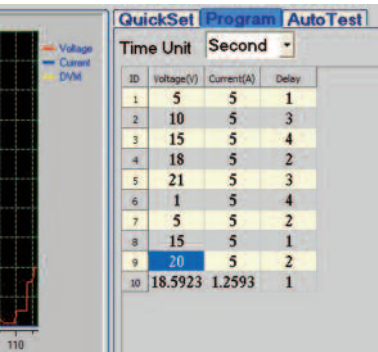 QuickSet Program AutoTest
Time Unit Second
Voltage
Current
DVM
ID Voltage(V) Current(A) Delay
1 5 5 1
2 10 5 3
3 15 5 4
4 18 5 2
5 21 5 3
6 1 5 4
7 5 5 2
8 15 5 1
9 20 5 2
10 18.5923 1.2593 1
110